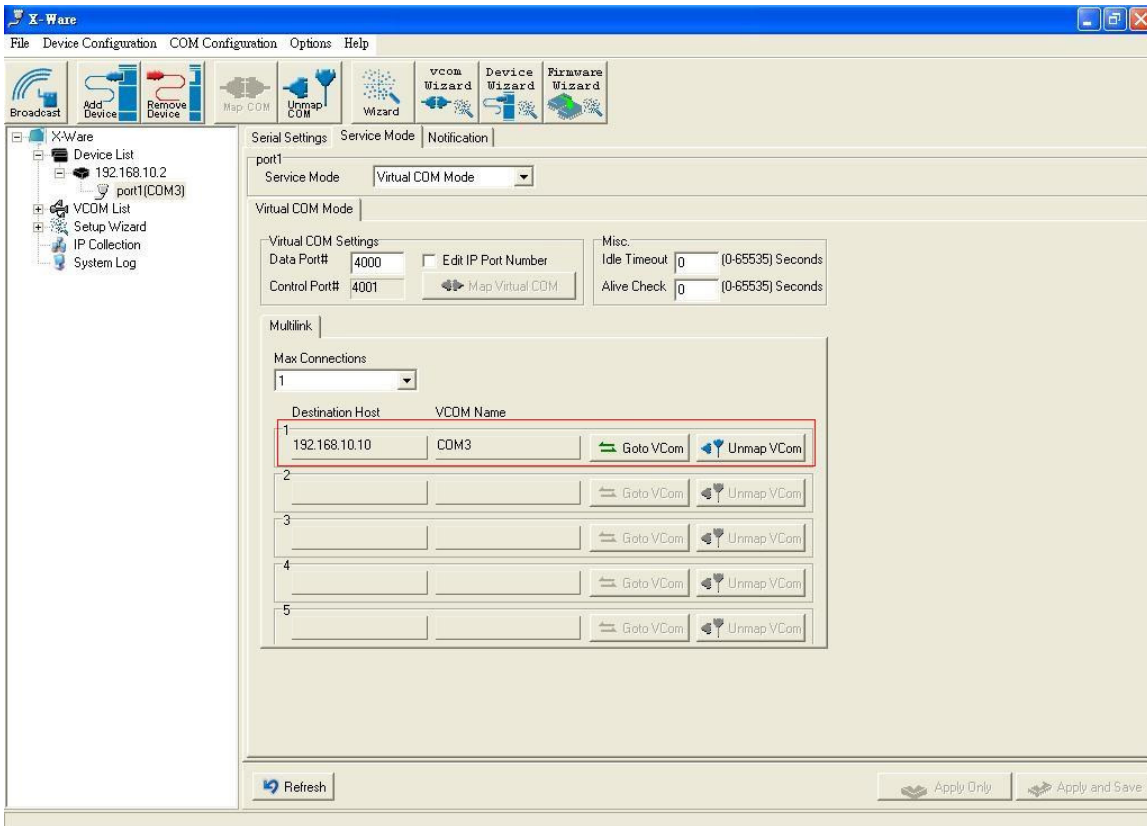 X-Ware
File Device Configuration COM Configuration Options Help
Broadcast
Add Device
Remove Device
Map COM
Unmap COM
Wizard
vcom Wizard
Device Wizard
Firmware Wizard
X-Ware
Device List
192.168.10.2
port1(COM3)
VCOM List
Setup Wizard
IP Collection
System Log
Serial Settings Service Mode Notification
port1
Service Mode Virtual COM Mode
Virtual COM Mode
Virtual COM Settings
Data Port# 4000 Edit IP Port Number
Control Port# 4001 Map Virtual COM
Misc.
Idle Timeout 0 (0-65535) Seconds
Alive Check 0 (0-65535) Seconds
Multilink
Max Connections
1
Destination Host VCOM Name
1
192.168.10.10 COM3 Goto VCom Unmap VCom
2
Goto VCom Unmap VCom
3
Goto VCom Unmap VCom
4
Goto VCom Unmap VCom
5
Goto VCom Unmap VCom
Refresh Apply Only Apply and Save